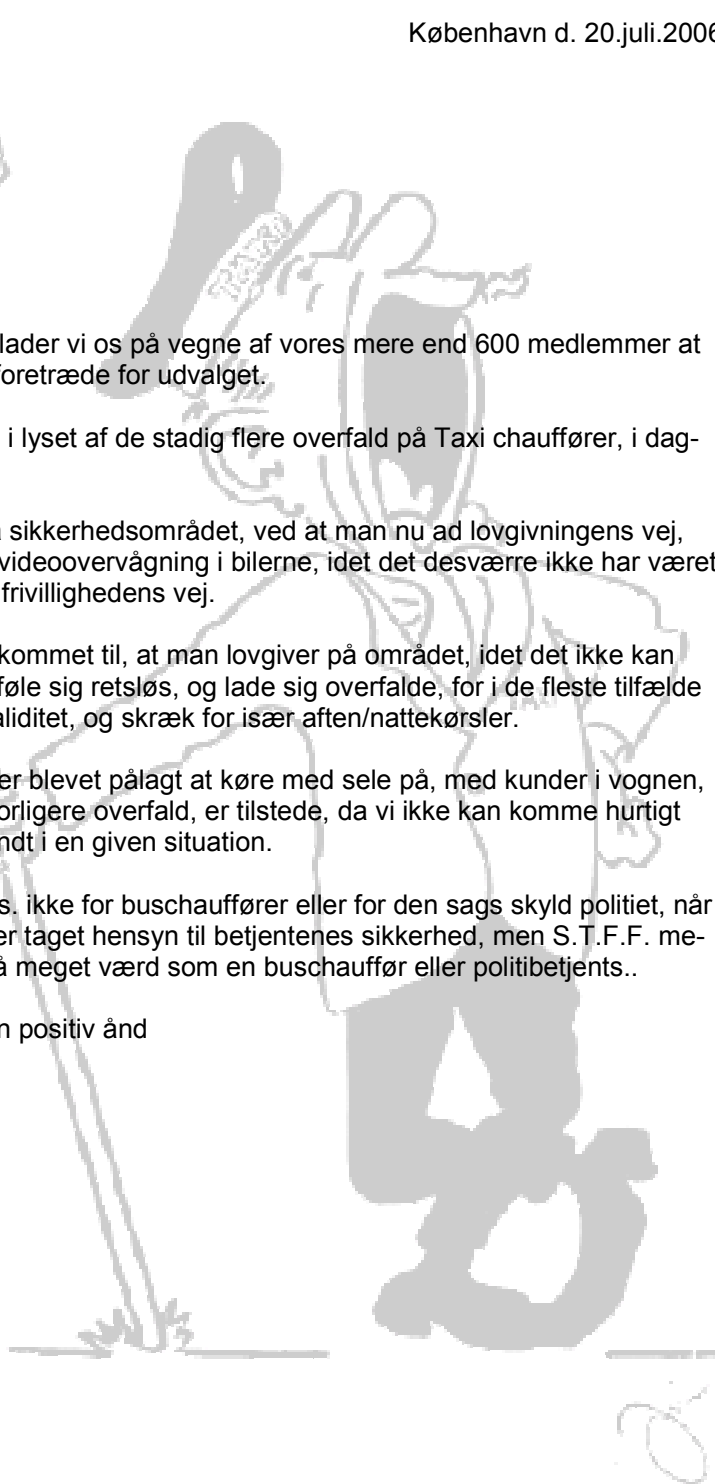 København d. 20.juli.2006
TAXI
lader vi os på vegne af vores mere end 600 medlemmer at
foretræde for udvalget.
i lyset af de stadig flere overfald på Taxi chauffører, i dag-
sikkerhedsområdet, ved at man nu ad lovgivningens vej,
videoovervågning i bilerne, idet det desværre ikke har været
frivillighedens vej.
kommet til, at man lovgiver på området, idet det ikke kan
føle sig retsløs, og lade sig overfalde, for i de fleste tilfælde
aliditet, og skræk for især aften/nattekørsler.
er blevet pålagt at køre med sele på, med kunder i vognen,
orligere overfald, er tilstede, da vi ikke kan komme hurtigt
ndt i en given situation.
s. ikke for buschauffører eller for den sags skyld politiet, når
er taget hensyn til betjentenes sikkerhed, men S.T.F.F. me-
å meget værd som en buschauffør eller politibetjents..
n positiv ånd